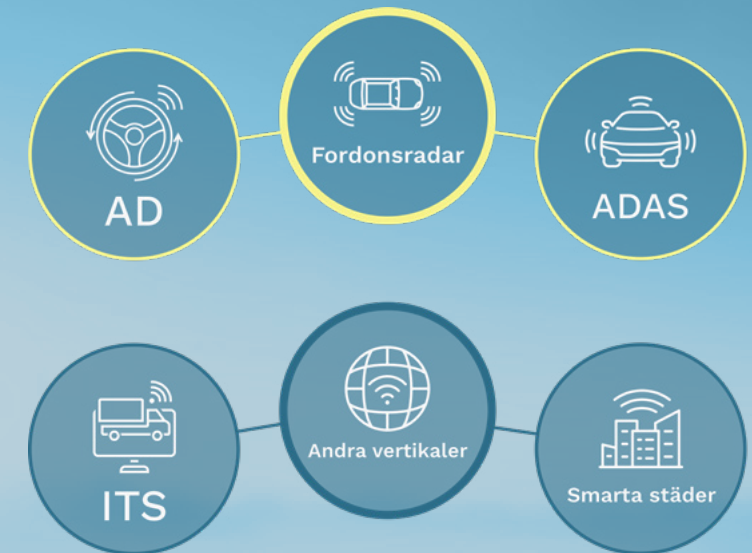 AD
Fordonsradar
ADAS
ITS
Andra vertikaler
Smarta städer